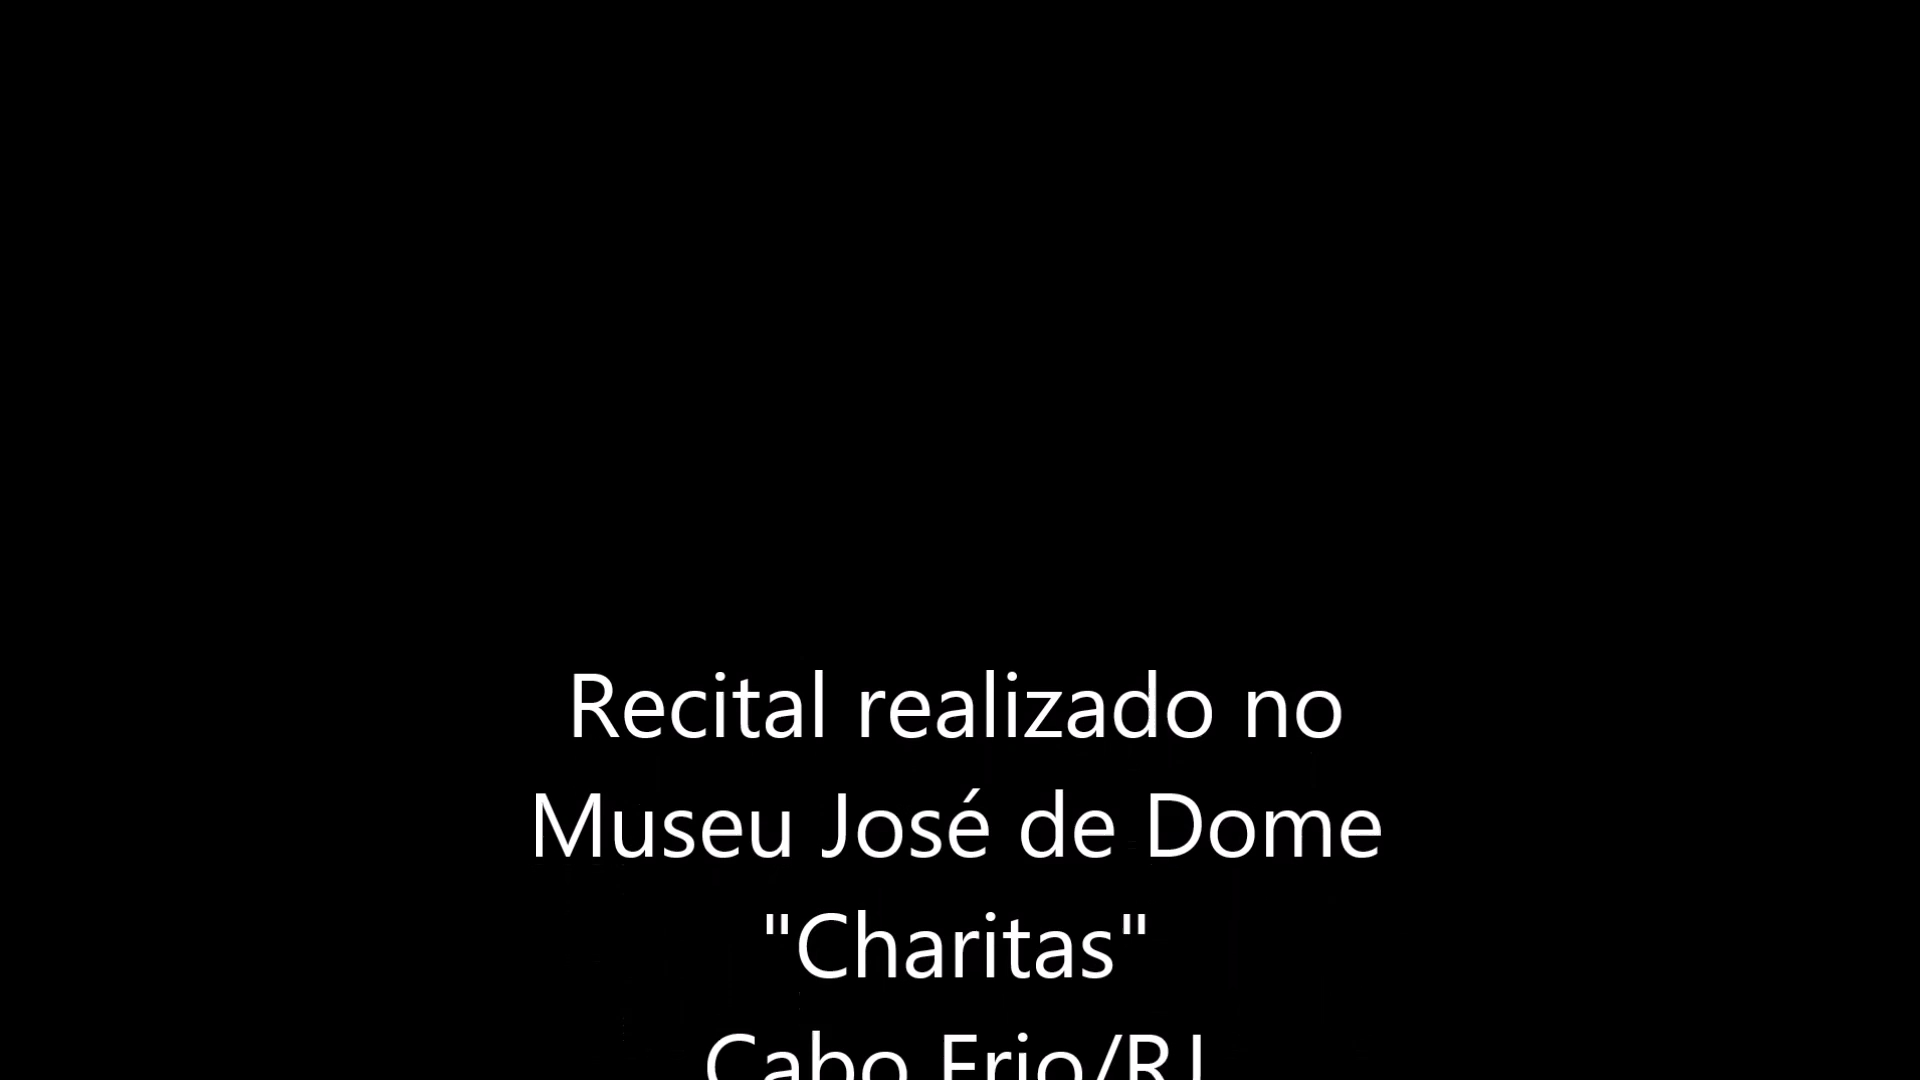 Recital realizado no
Museu José de Dome
"Charitas"
Cabo Frio/RJ